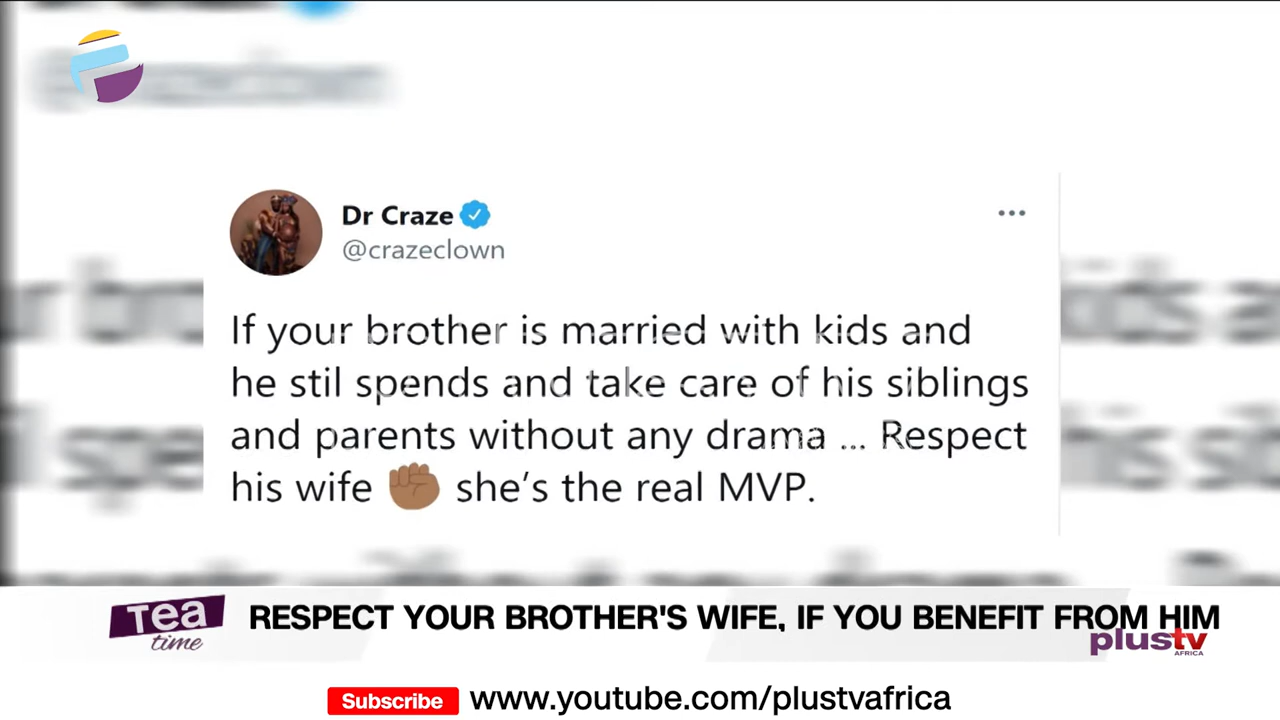 Dr Craze
@crazeclown
If your brother is married with kids and
he stil spends and take care of his siblings
and parents without any drama ... Respect
his wife ✊🏾 she's the real MVP.
Tea
time
RESPECT YOUR BROTHER'S WIFE, IF YOU BENEFIT FROM HIM
plustv
AFRICA
Subscribe www.youtube.com/plustvafrica